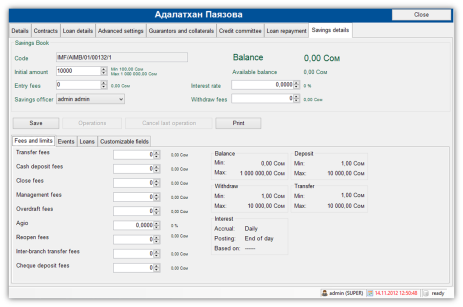 Адалатхан Паязова
Close
Details Contracts Loan details Advanced settings Guarantors and collaterals Credit committee Loan repayment Savings details
Savings Book
Code IMF/AIMB/01/00132/1 Balance 0,00 Сом
Initial amount 10000 Min 100,00 Сом Max 1 000 000,00 Сом Available balance 0,00 Сом
Entry fees 0 0,00 Сом Interest rate 0,0000 0 %
Savings officer admin admin Withdraw fees 0 0,00 Сом
Save Operations Cancel last operation Print
Fees and limits Events Loans Customizable fields
Transfer fees 0 0,00 Сом
Cash deposit fees 0 0,00 Сом
Close fees 0 0,00 Сом
Management fees 0 0,00 Сом
Overdraft fees 0 0,00 Сом
Agio 0,0000 0 %
Reopen fees 0 0,00 Сом
Inter-branch transfer fees 0 0,00 Сом
Cheque deposit fees 0 0,00 Сом
Balance
Min: 0,00 Сом
Max: 1 000 000,00 Сом
Deposit
Min: 1,00 Сом
Max: 10 000,00 Сом
Withdraw
Min: 1,00 Сом
Max: 10 000,00 Сом
Transfer
Min: 1,00 Сом
Max: 10 000,00 Сом
Interest
Accrual: Daily
Posting: End of day
Based on: -----
admin (SUPER) 14.11.2012 12:50:48 ready